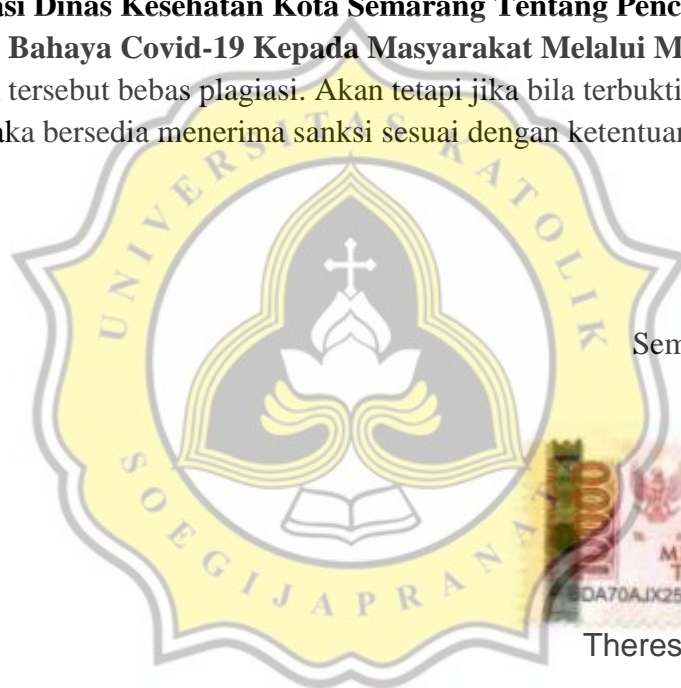 asi Dinas Kesehatan Kota Semarang Tentang Penc
Bahaya Covid-19 Kepada Masyarakat Melalui M
tersebut bebas plagiasi. Akan tetapi jika bila terbukti
aka bersedia menerima sanksi sesuai dengan ketentuan
UNIVERSITAS KATOLIK
Sem
SOEGIJAPRANATA
Theres